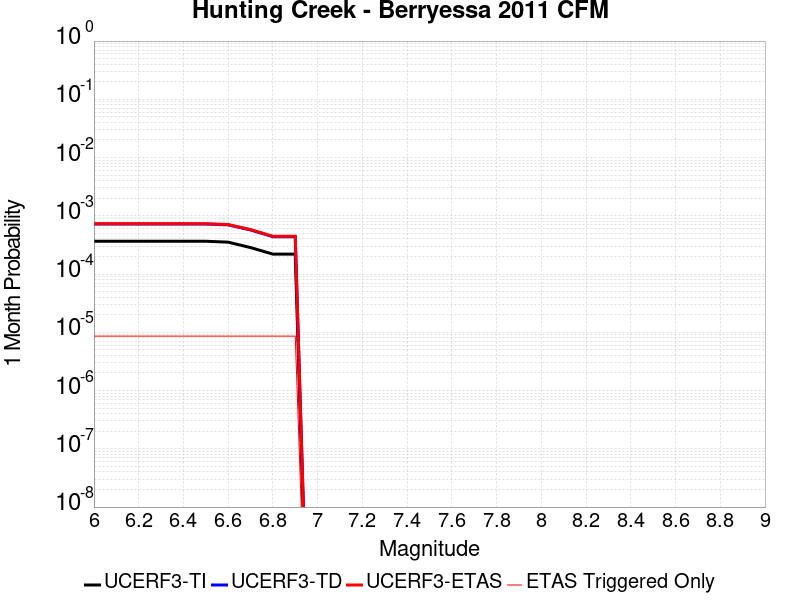 Hunting Creek - Berryessa 2011 CFM
10^0
10^-1
10^-2
10^-3
10^-4
10^-5
10^-6
10^-7
10^-8
1 Month Probability
6 6.2 6.4 6.6 6.8 7 7.2 7.4 7.6 7.8 8 8.2 8.4 8.6 8.8 9
Magnitude
UCERF3-TI UCERF3-TD UCERF3-ETAS ETAS Triggered Only